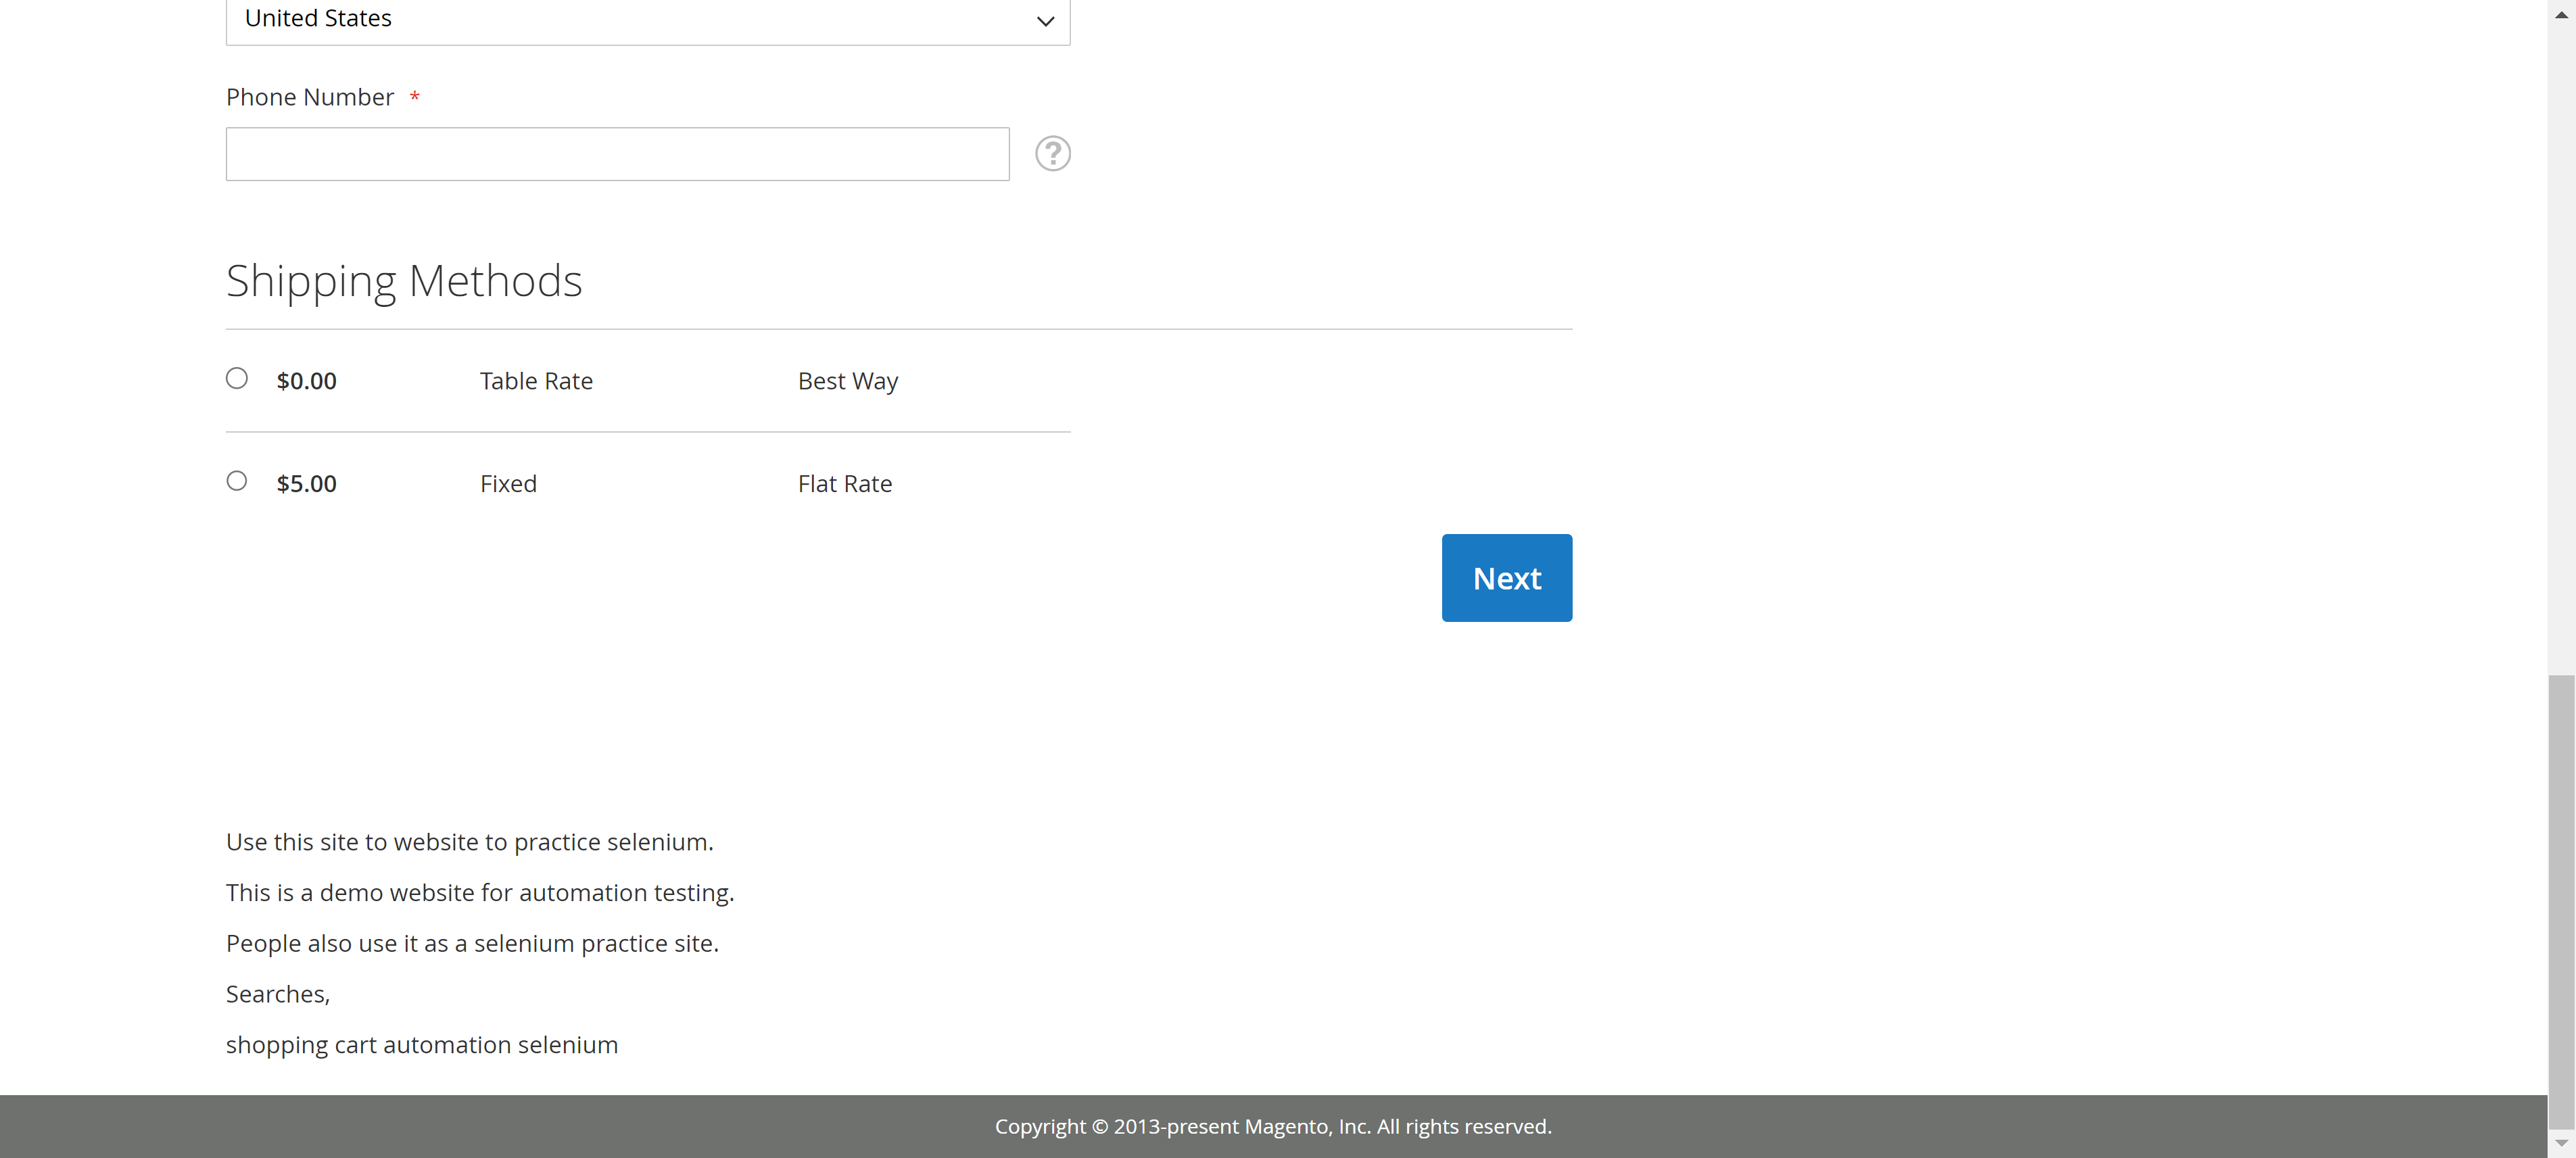 United States
Phone Number *
?
Shipping Methods
$0.00 Table Rate Best Way
$5.00 Fixed Flat Rate
Next
Use this site to website to practice selenium.
This is a demo website for automation testing.
People also use it as a selenium practice site.
Searches,
shopping cart automation selenium
Copyright © 2013-present Magento, Inc. All rights reserved.